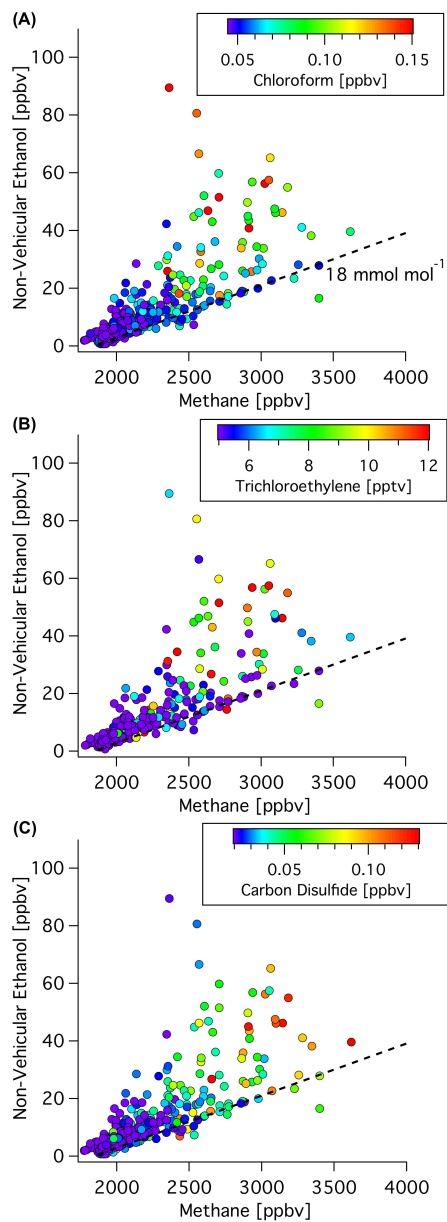 (A)
0.05 0.10 0.15
Chloroform [ppbv]
100
80
60
40
20
0
Non-Vehicular Ethanol [ppbv]
18 mmol mol⁻¹
2000 2500 3000 3500 4000
Methane [ppbv]
(B)
6 8 10 12
Trichloroethylene [pptv]
100
80
60
40
20
0
Non-Vehicular Ethanol [ppbv]
2000 2500 3000 3500 4000
Methane [ppbv]
(C)
0.05 0.10
Carbon Disulfide [ppbv]
100
80
60
40
20
0
Non-Vehicular Ethanol [ppbv]
2000 2500 3000 3500 4000
Methane [ppbv]